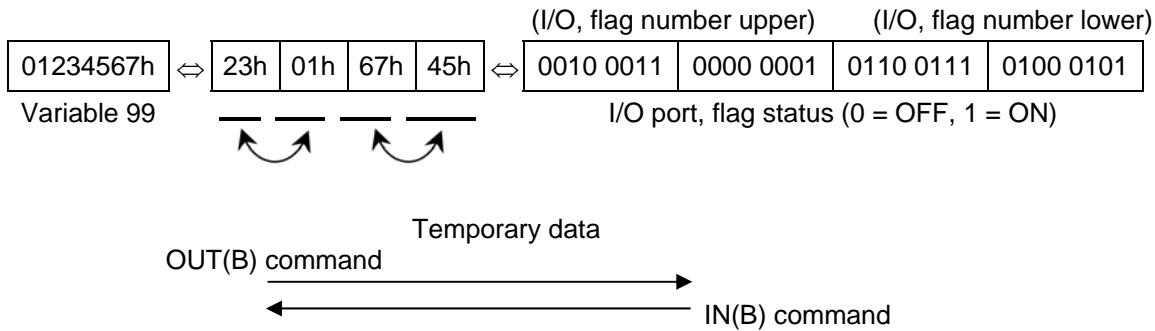 (I/O, flag number upper) (I/O, flag number lower)
01234567h ⇔ 23h 01h 67h 45h ⇔ 0010 0011 0000 0001 0110 0111 0100 0101
Variable 99 I/O port, flag status (0 = OFF, 1 = ON)
Temporary data
OUT(B) command
IN(B) command